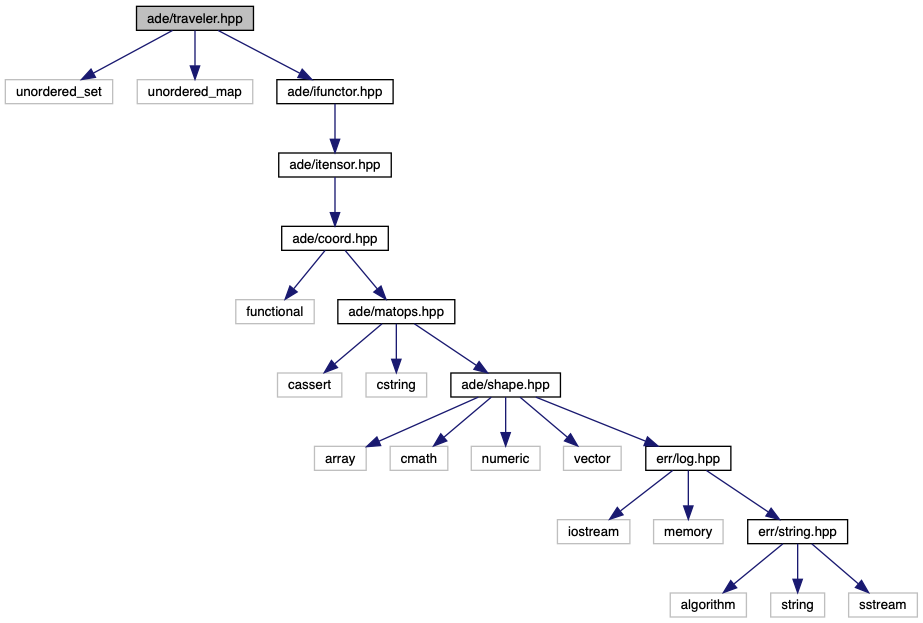 ade/traveler.hpp
unordered_set
unordered_map
ade/ifunctor.hpp
ade/itensor.hpp
ade/coord.hpp
functional
ade/matops.hpp
cassert
cstring
ade/shape.hpp
array
cmath
numeric
vector
err/log.hpp
iostream
memory
err/string.hpp
algorithm
string
sstream